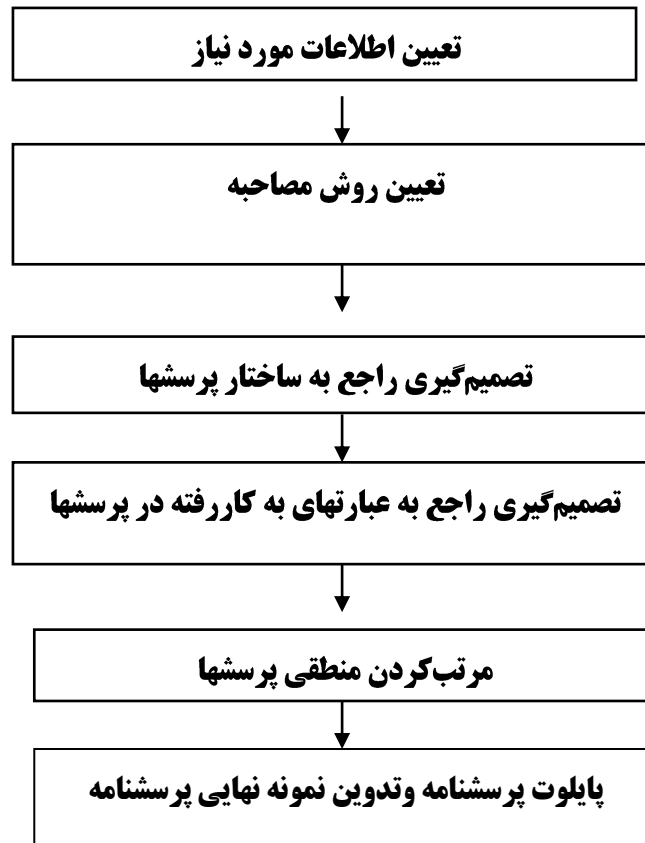 تعیین اطلاعات مورد نیاز
تعیین روش مصاحبه
تصمیم‌گیری راجع به ساختار پرسشها
تصمیم‌گیری راجع به عبارتهای به کاررفته در پرسشها
مرتب‌کردن منطقی پرسشها
پایلوت پرسشنامه وتدوین نمونه نهایی پرسشنامه